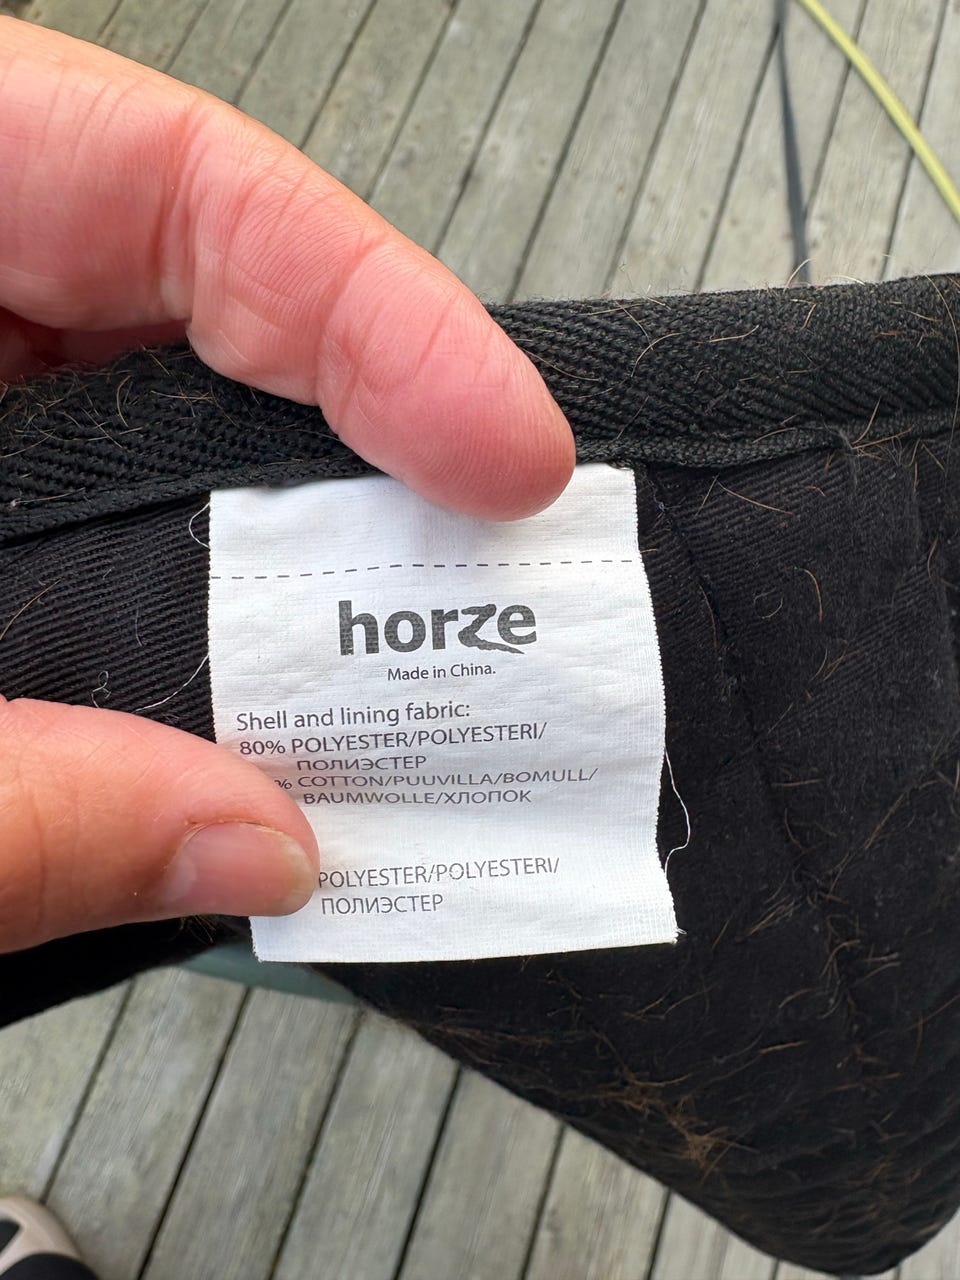 horze
Made in China.
Shell and lining fabric:
80% POLYESTER/POLYESTERI/
ПОЛИЭСТЕР
% COTTON/PUUVILLA/BOMULL/
BAUMWOLLE/ХЛОПОК
POLYESTER/POLYESTERI/
ПОЛИЭСТЕР